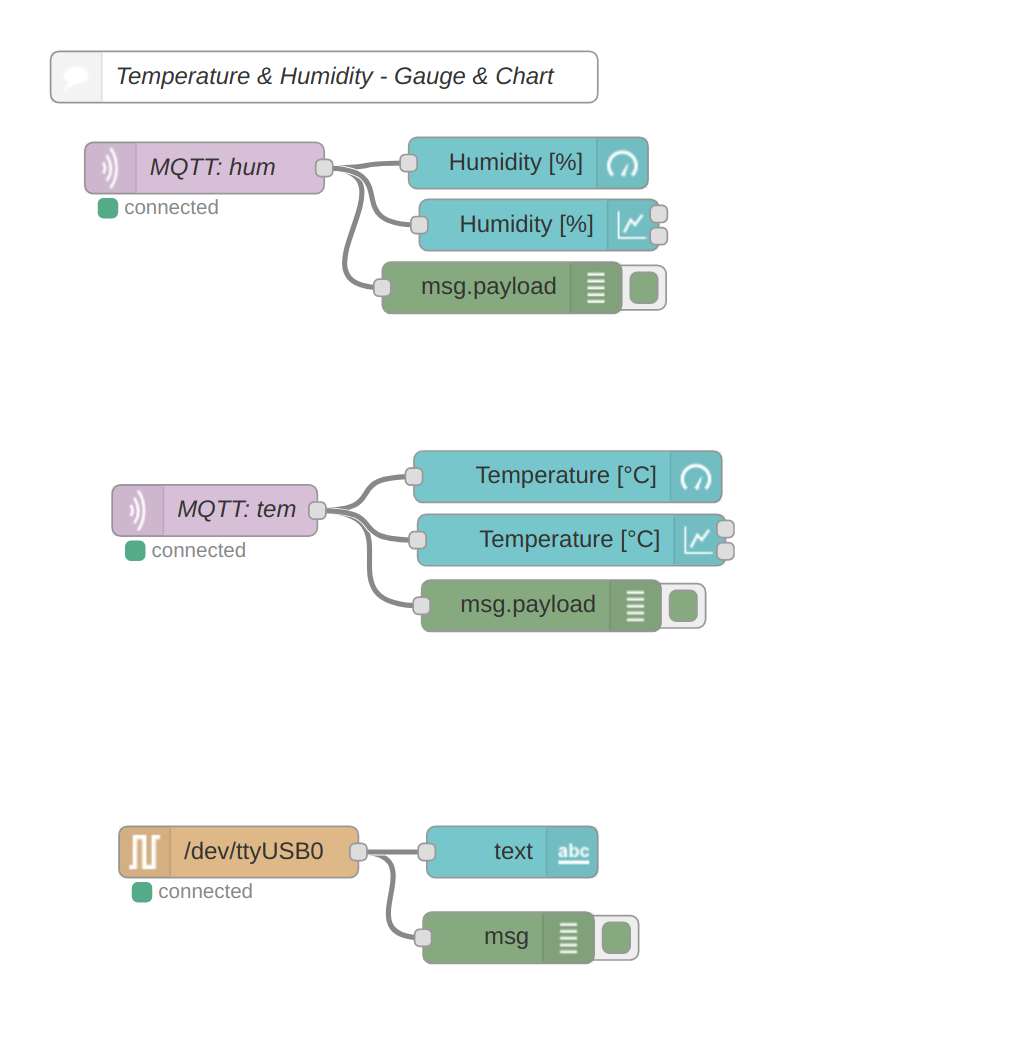 Temperature & Humidity - Gauge & Chart
MQTT: hum
connected
Humidity [%]
Humidity [%]
msg.payload
MQTT: tem
connected
Temperature [°C]
Temperature [°C]
msg.payload
/dev/ttyUSB0
connected
text
abc
msg